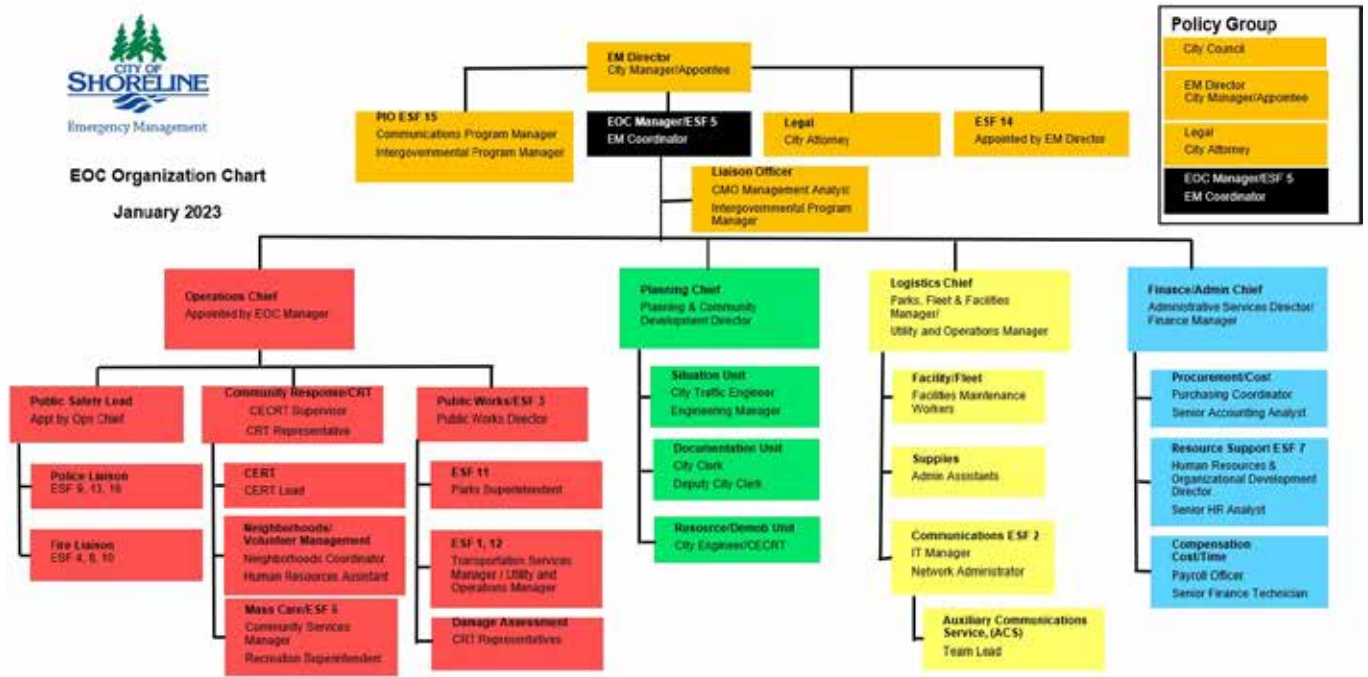 CITY OF
SHORELINE
Emergency Management
EOC Organization Chart
January 2023
EM Director
City Manager/Appointee
PIO ESF 15
Communications Program Manager
Intergovernmental Program Manager
EOC Manager/ESF 5
EM Coordinator
Legal
City Attorney
ESF 14
Appointed by EM Director
Liaison Officer
CMO Management Analyst
Intergovernmental Program
Manager
Policy Group
City Council
EM Director
City Manager/Appointee
Legal
City Attorney
EOC Manager/ESF 5
EM Coordinator
Operations Chief
Appointed by EOC Manager
Public Safety Lead
Appt by Ops Chief
Police Liaison
ESF 9, 13, 16
Fire Liaison
ESF 4, 8, 10
Community Response/CRT
CECRT Supervisor
CRT Representative
CERT
CERT Lead
Neighborhoods/
Volunteer Management
Neighborhoods Coordinator
Human Resources Assistant
Mass Care/ESF 6
Community Services
Manager
Recreation Superintendent
Public Works/ESF 3
Public Works Director
ESF 11
Parks Superintendent
ESF 1, 12
Transportation Services
Manager / Utility and
Operations Manager
Damage Assessment
CRT Representatives
Planning Chief
Planning & Community
Development Director
Situation Unit
City Traffic Engineer
Engineering Manager
Documentation Unit
City Clerk
Deputy City Clerk
Resource/Demob Unit
City Engineer/CECRT
Logistics Chief
Parks, Fleet & Facilities
Manager/
Utility and Operations Manager
Facility/Fleet
Facilities Maintenance
Workers
Supplies
Admin Assistants
Communications ESF 2
IT Manager
Network Administrator
Auxiliary Communications
Service, (ACS)
Team Lead
Finance/Admin Chief
Administrative Services Director/
Finance Manager
Procurement/Cost
Purchasing Coordinator
Senior Accounting Analyst
Resource Support ESF 7
Human Resources &
Organizational Development
Director
Senior HR Analyst
Compensation
Cost/Time
Payroll Officer
Senior Finance Technician